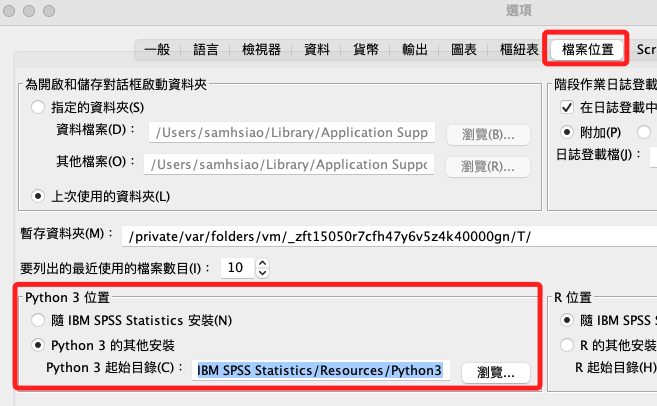 選項
一般 語言 檢視器 資料 貨幣 輸出 圖表 樞紐表 檔案位置 Scr
為開啟和儲存對話框啟動資料夾
指定的資料夾(S)
資料檔案(D)： /Users/samhsiao/Library/Application Supp 瀏覽(B)...
其他檔案(O)： /Users/samhsiao/Library/Application Suppo 瀏覽(R)...
上次使用的資料夾(L)
階段作業日誌登載
在日誌登載中
附加(P)
日誌登載檔(J)：
暫存資料夾(M)： /private/var/folders/vm/_zft15050r7cfh47y6v5z4k40000gn/T/
要列出的最近使用的檔案數目(I)： 10
Python 3 位置
隨 IBM SPSS Statistics 安裝(N)
Python 3 的其他安裝
Python 3 起始目錄(C)： IBM SPSS Statistics/Resources/Python3 瀏覽...
R 位置
隨 IBM SPSS S
R 的其他安裝
R 起始目錄(H)